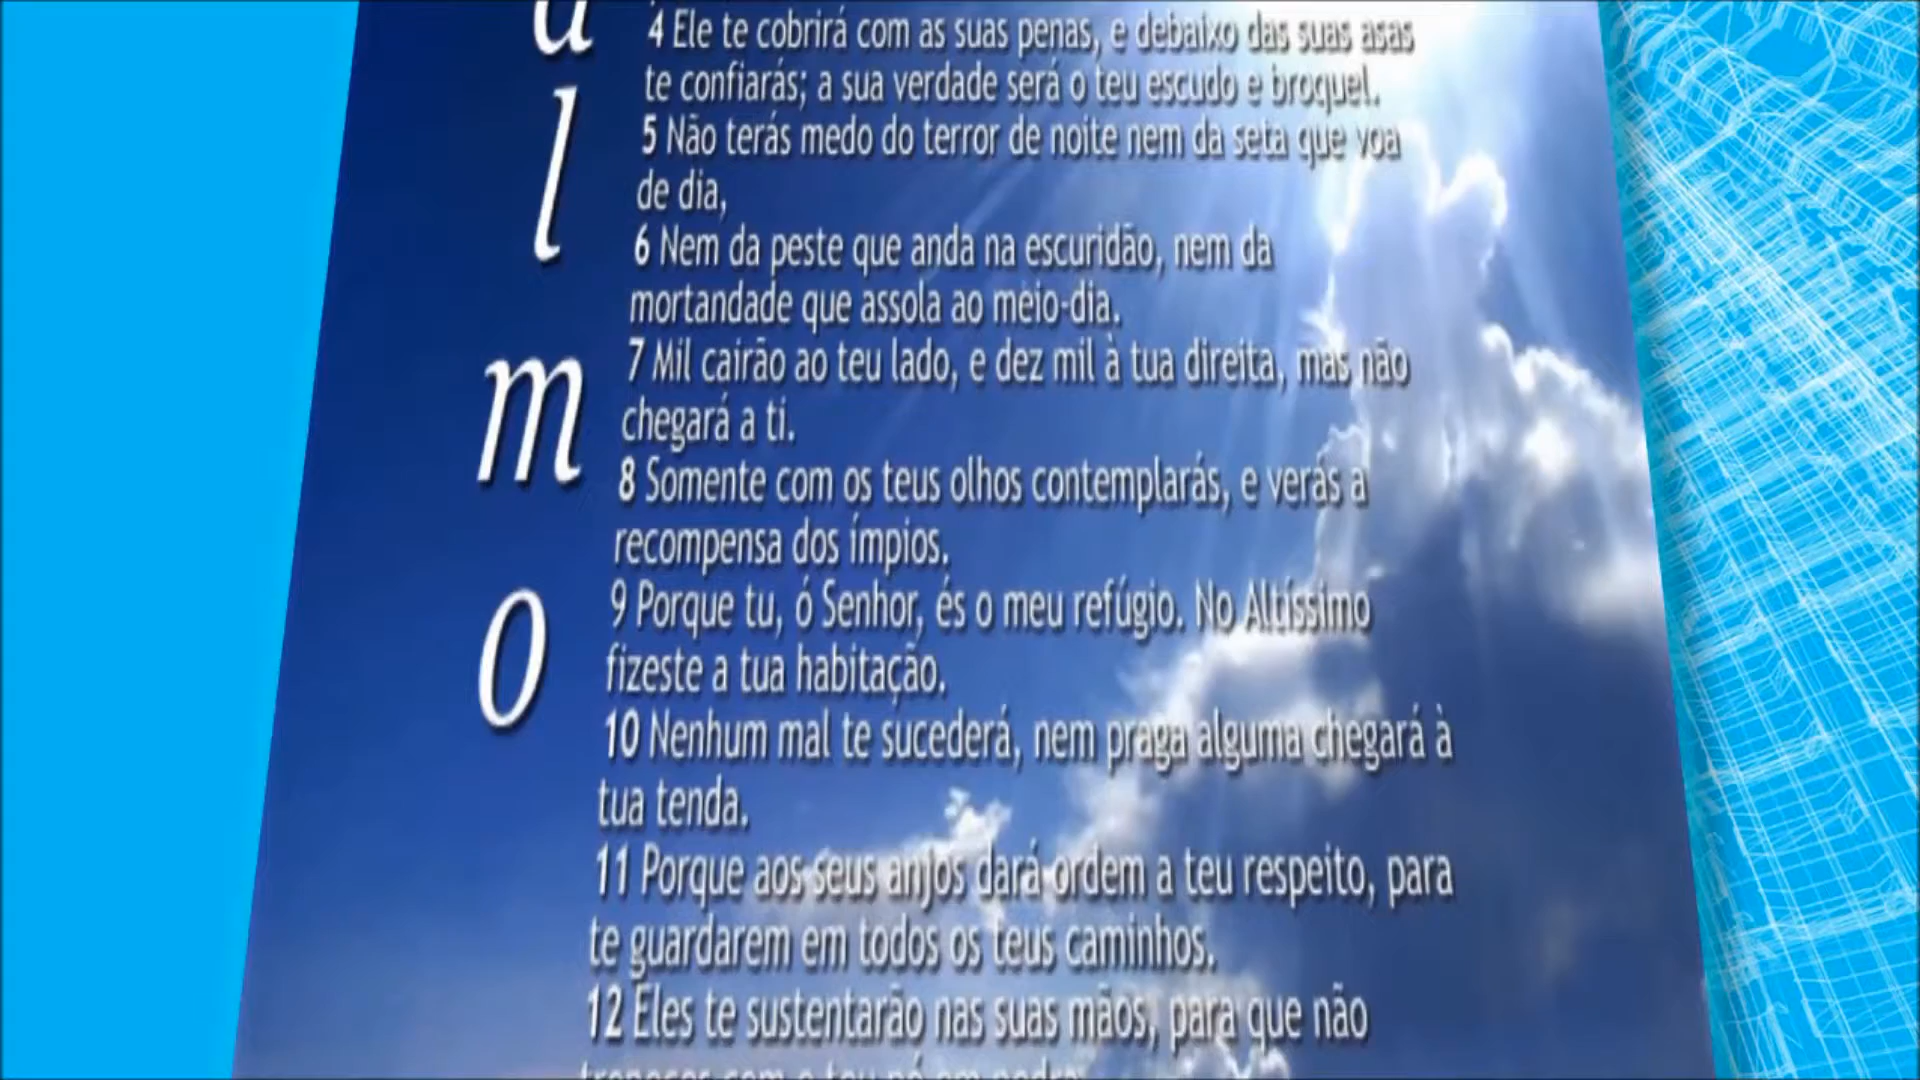 4 Ele te cobrirá com as suas penas, e debaixo das suas asas
te confiarás; a sua verdade será o teu escudo e broquel.
5 Não terás medo do terror de noite nem da seta que voa
de dia,
6 Nem da peste que anda na escuridão, nem da
mortandade que assola ao meio-dia.
7 Mil cairão ao teu lado, e dez mil à tua direita, mas não
chegará a ti.
8 Somente com os teus olhos contemplarás, e verás a
recompensa dos ímpios.
9 Porque tu, ó Senhor, és o meu refúgio. No Altíssimo
fizeste a tua habitação.
10 Nenhum mal te sucederá, nem praga alguma chegará à
tua tenda.
11 Porque aos seus anjos dará ordem a teu respeito, para
te guardarem em todos os teus caminhos.
12 Eles te sustentarão nas suas mãos, para que não
a
l
m
o